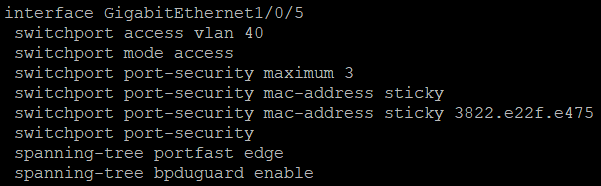 interface GigabitEthernet1/0/5
switchport access vlan 40
switchport mode access
switchport port-security maximum 3
switchport port-security mac-address sticky
switchport port-security mac-address sticky 3822.e22f.e475
switchport port-security
spanning-tree portfast edge
spanning-tree bpduguard enable